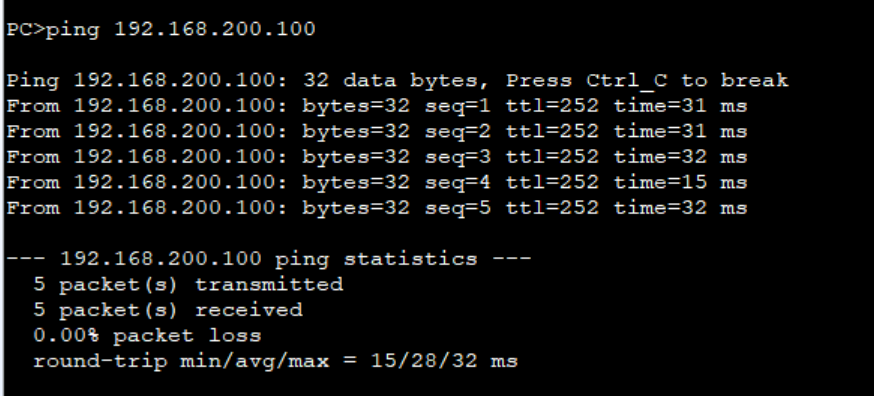 PC>ping 192.168.200.100
Ping 192.168.200.100: 32 data bytes, Press Ctrl_C to break
From 192.168.200.100: bytes=32 seq=1 ttl=252 time=31 ms
From 192.168.200.100: bytes=32 seq=2 ttl=252 time=31 ms
From 192.168.200.100: bytes=32 seq=3 ttl=252 time=32 ms
From 192.168.200.100: bytes=32 seq=4 ttl=252 time=15 ms
From 192.168.200.100: bytes=32 seq=5 ttl=252 time=32 ms
--- 192.168.200.100 ping statistics ---
5 packet(s) transmitted
5 packet(s) received
0.00% packet loss
round-trip min/avg/max = 15/28/32 ms